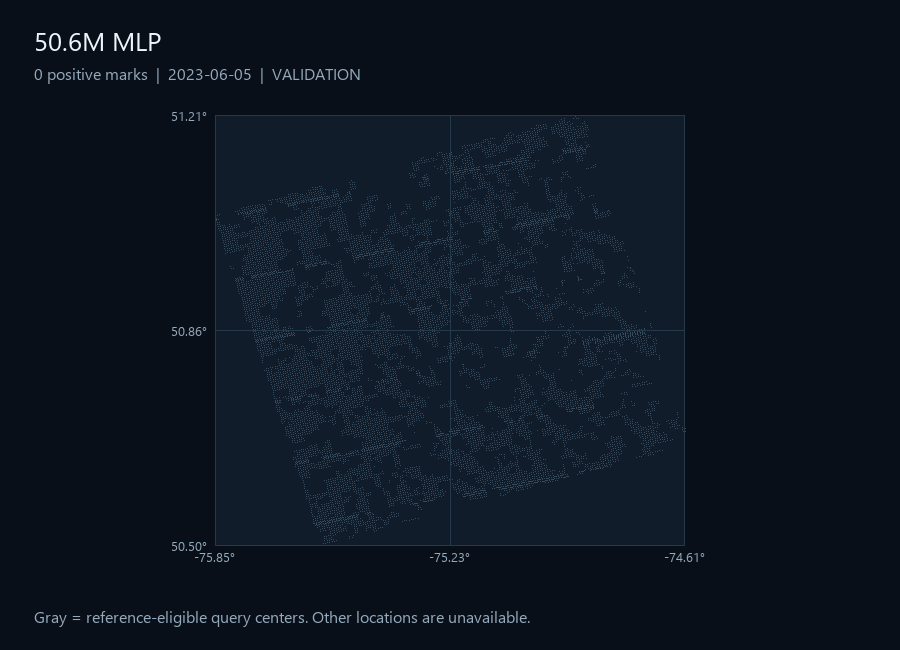 50.6M MLP
0 positive marks | 2023-06-05 | VALIDATION
51.21°
50.86°
50.50°
-75.85°
-75.23°
-74.61°
Gray = reference-eligible query centers. Other locations are unavailable.